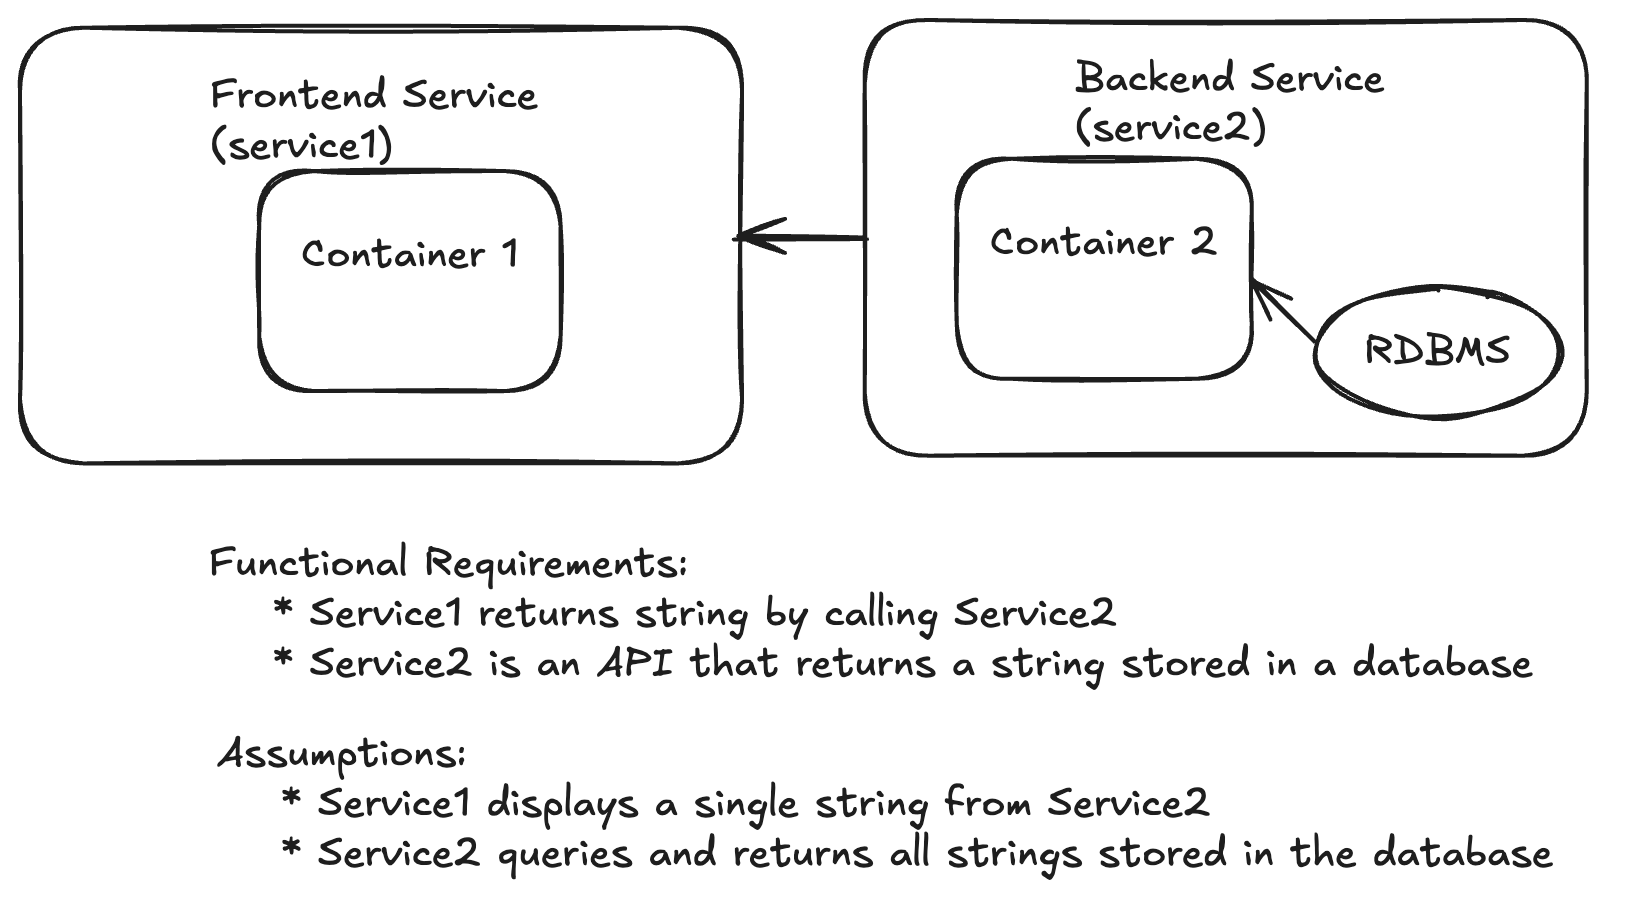 Frontend Service
(service1)
Container 1
Backend Service
(service2)
Container 2
RDBMS
Functional Requirements:
* Service1 returns string by calling Service2
* Service2 is an API that returns a string stored in a database
Assumptions:
* Service1 displays a single string from Service2
* Service2 queries and returns all strings stored in the database